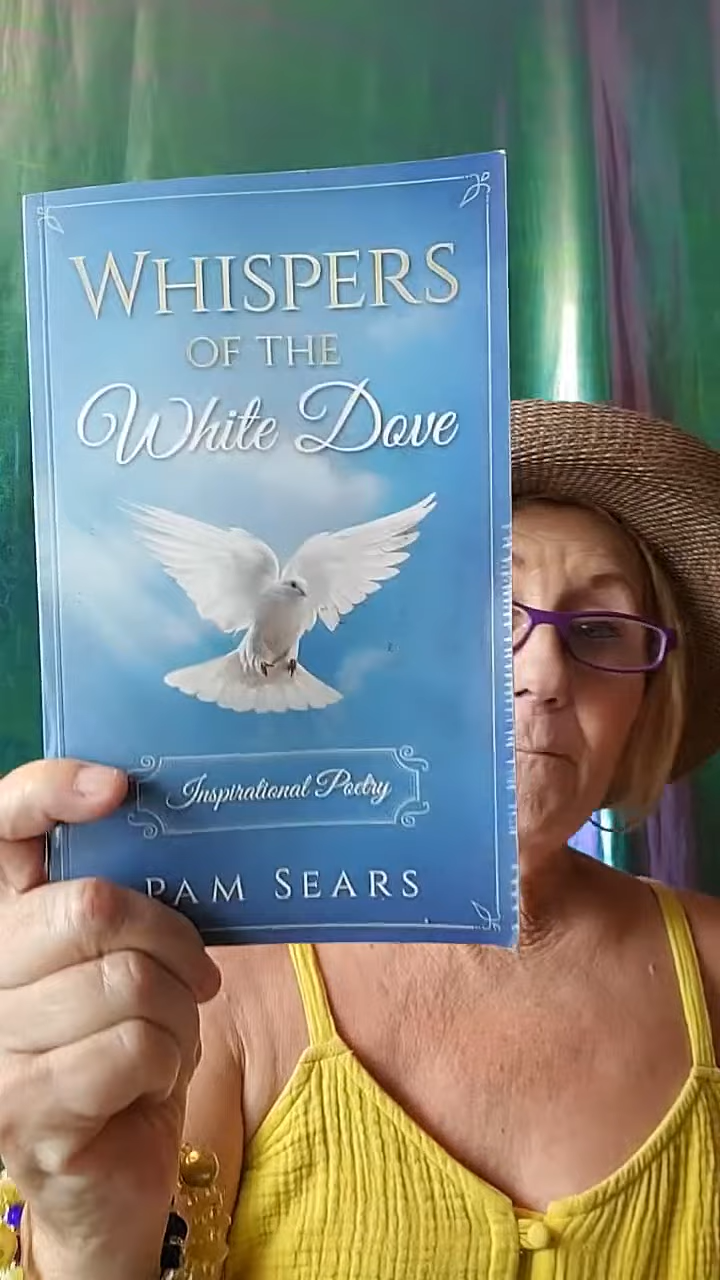 WHISPERS
OF THE
White Dove
Inspirational Poetry
PAM SEARS